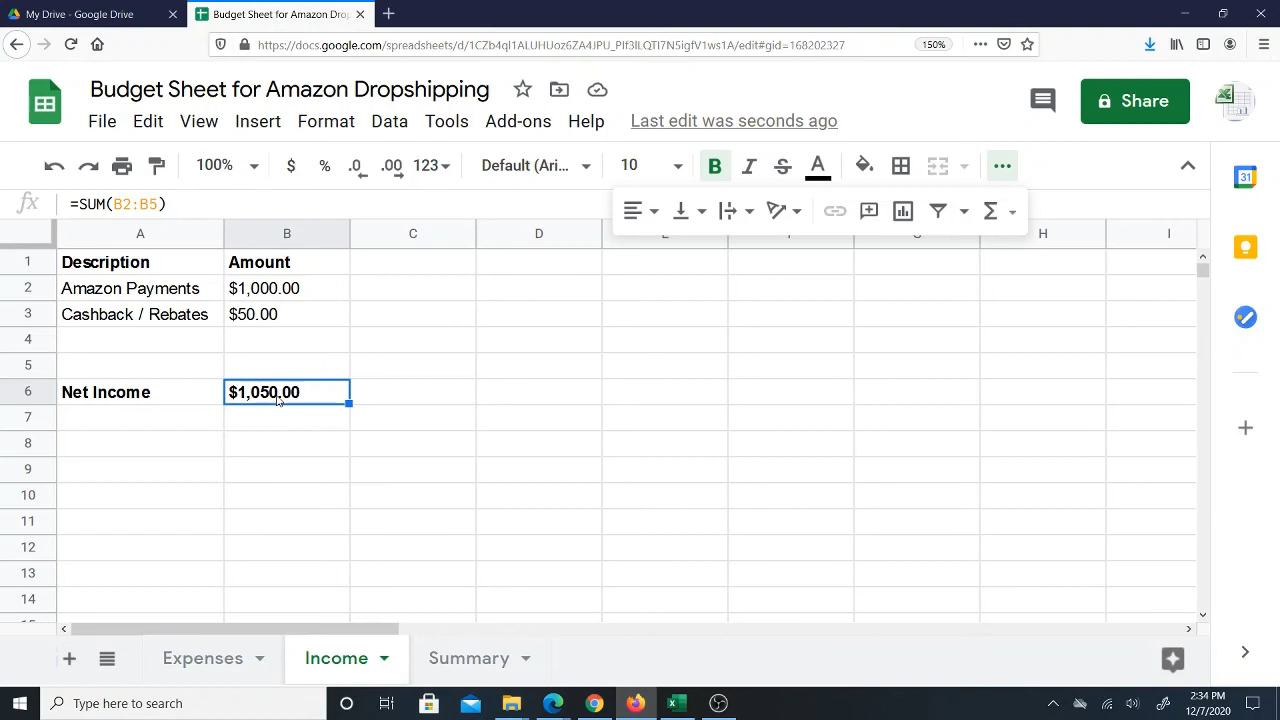 My Drive - Google Drive
Budget Sheet for Amazon Drop
https://docs.google.com/spreadsheets/d/1CZb4ql1ALUHUoaSZA4JPU_PIf3ILQTl7N5igfV1ws1A/edit#gid=168202327
150%
Budget Sheet for Amazon Dropshipping
Share
File Edit View Insert Format Data Tools Add-ons Help Last edit was seconds ago
100% $ % .0 .00 123 Default (Ari... 10 B I S A
fx =SUM(B2:B5)
A B C D H I
1 Description Amount
2 Amazon Payments $1,000.00
3 Cashback / Rebates $50.00
4
5
6 Net Income $1,050.00
7
8
9
10
11
12
13
14
Expenses Income Summary
31
Type here to search
2:34 PM
12/7/2020